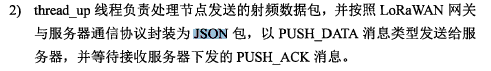 2) thread_up 线程负责处理节点发送的射频数据包，并按照 LoRaWAN 网关
与服务器通信协议封装为 JSON 包，以 PUSH_DATA 消息类型发送给服
务器，并等待接收服务器下发的 PUSH_ACK 消息。